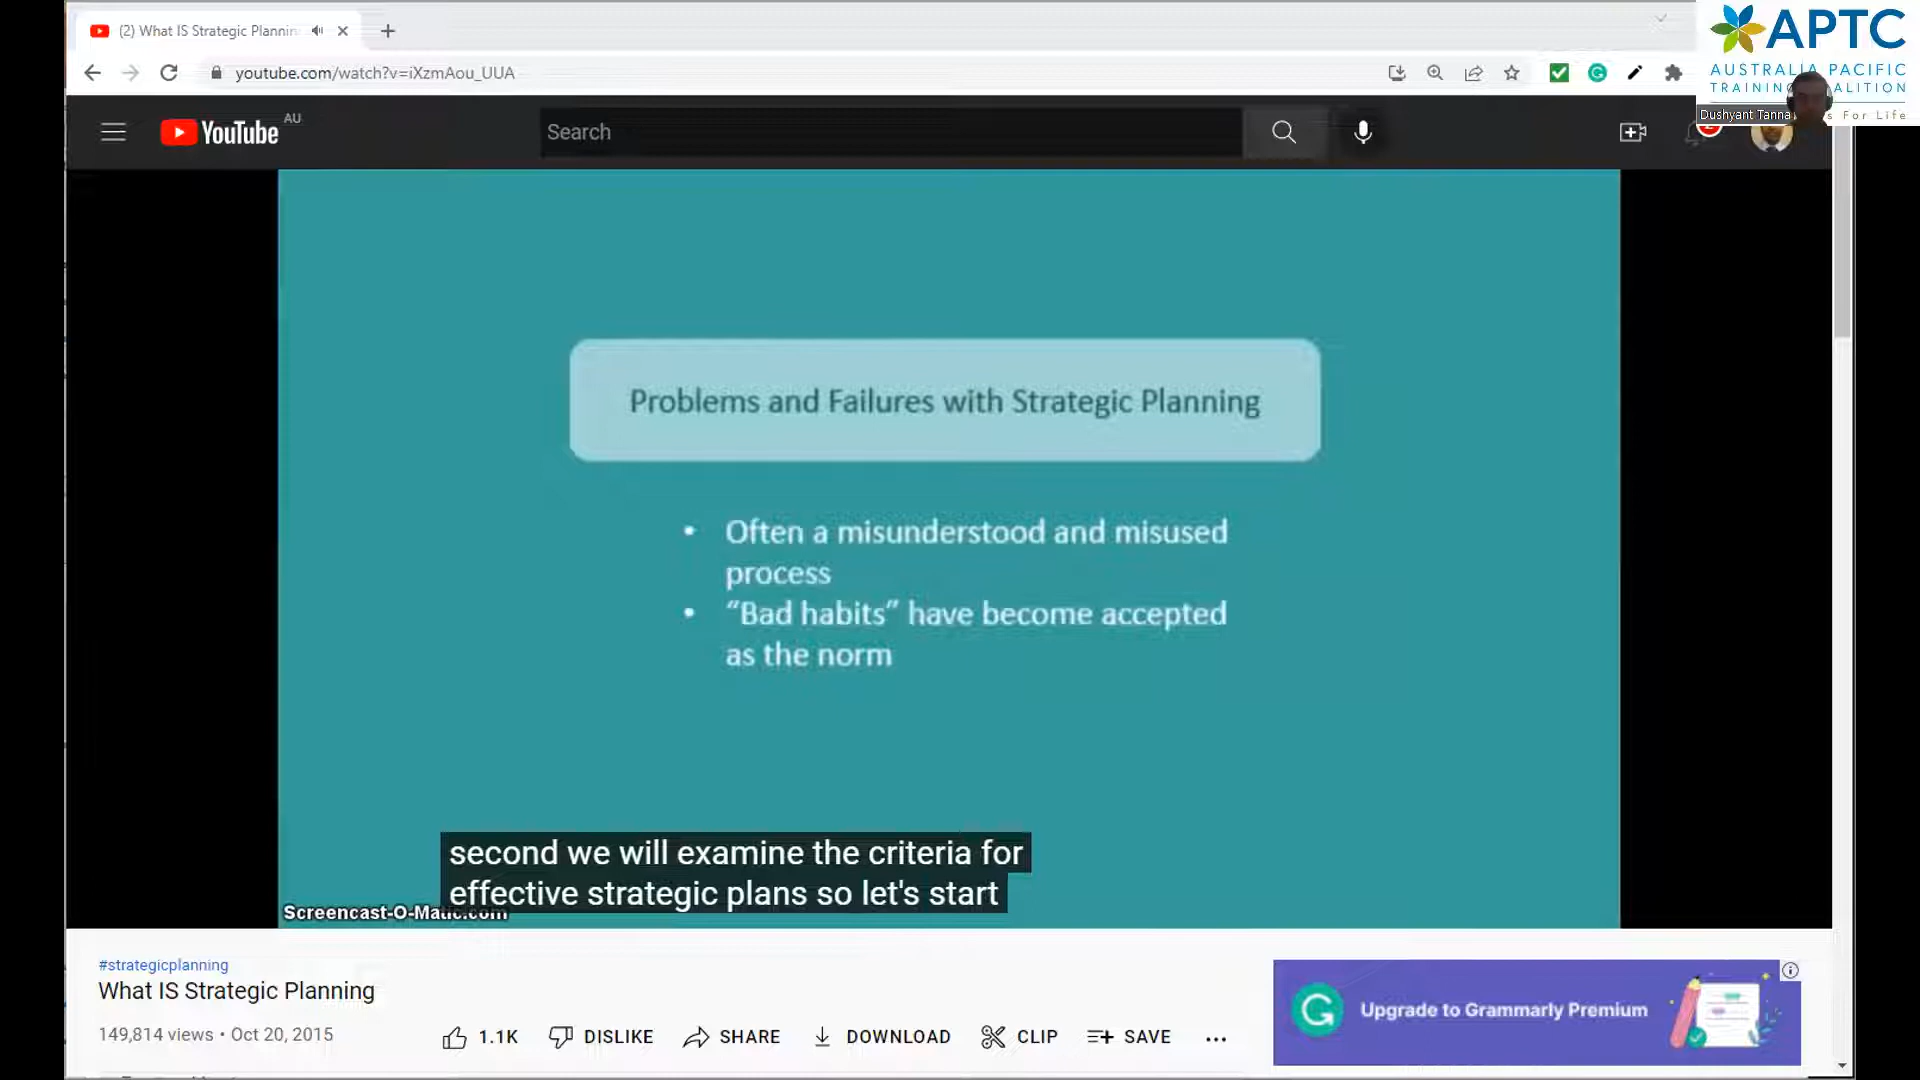 (2) What IS Strategic Plannin
youtube.com/watch?v=iXzmAou_UUA
APTC
AUSTRALIA PACIFIC
TRAINING ALITION
Dushyant Tanna
s For Life
YouTube
AU
Search
Problems and Failures with Strategic Planning
• Often a misunderstood and misused
process
• “Bad habits” have become accepted
as the norm
second we will examine the criteria for
effective strategic plans so let's start
Screencast-O-Matic.com
#strategicplanning
What IS Strategic Planning
149,814 views • Oct 20, 2015
1.1K
DISLIKE
SHARE
DOWNLOAD
CLIP
SAVE
Upgrade to Grammarly Premium